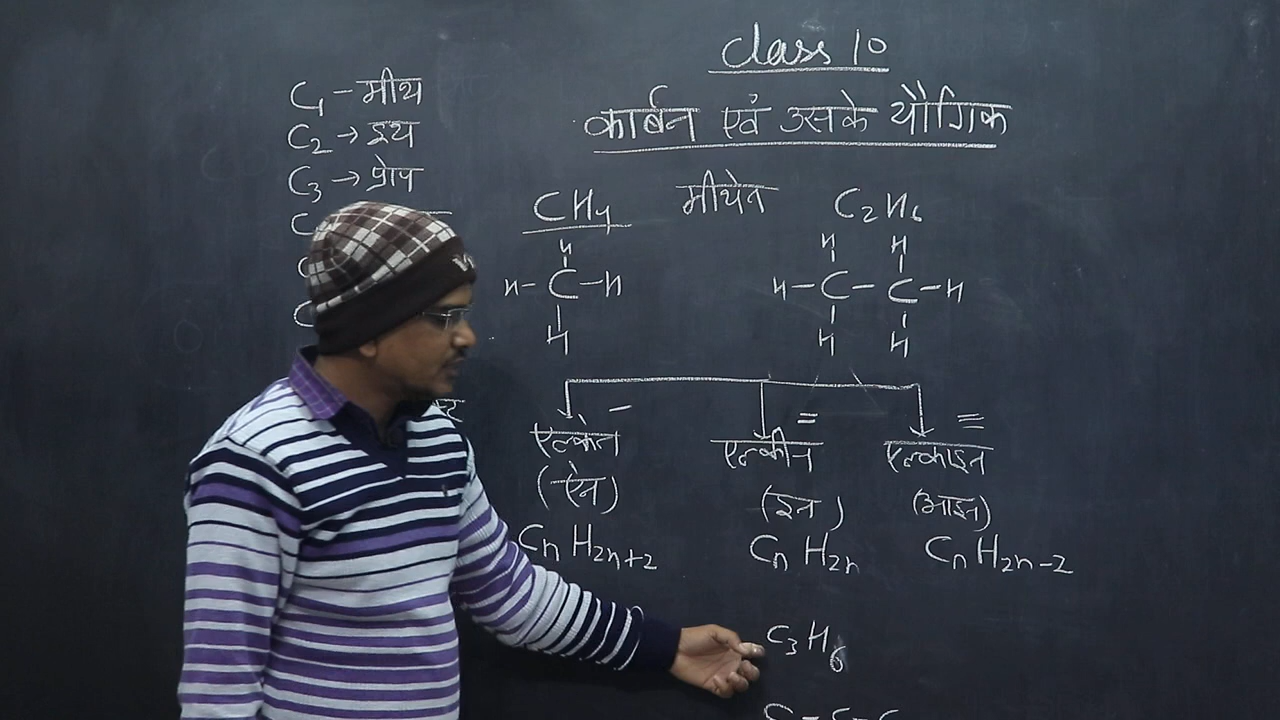 Class 10
कार्बन एवं उसके यौगिक
C1 - मीथ
C2 → इथ
C3 → प्रोप
C
C
C
CH4
मीथेन
C2H6
H
H-C-H
H
H H
H-C-C-H
H H
- = ≡
एल्केन एल्कीन एल्काइन
(ऐन) (इन) (आइन)
CnH2n+2 CnH2n CnH2n-2
C3H6